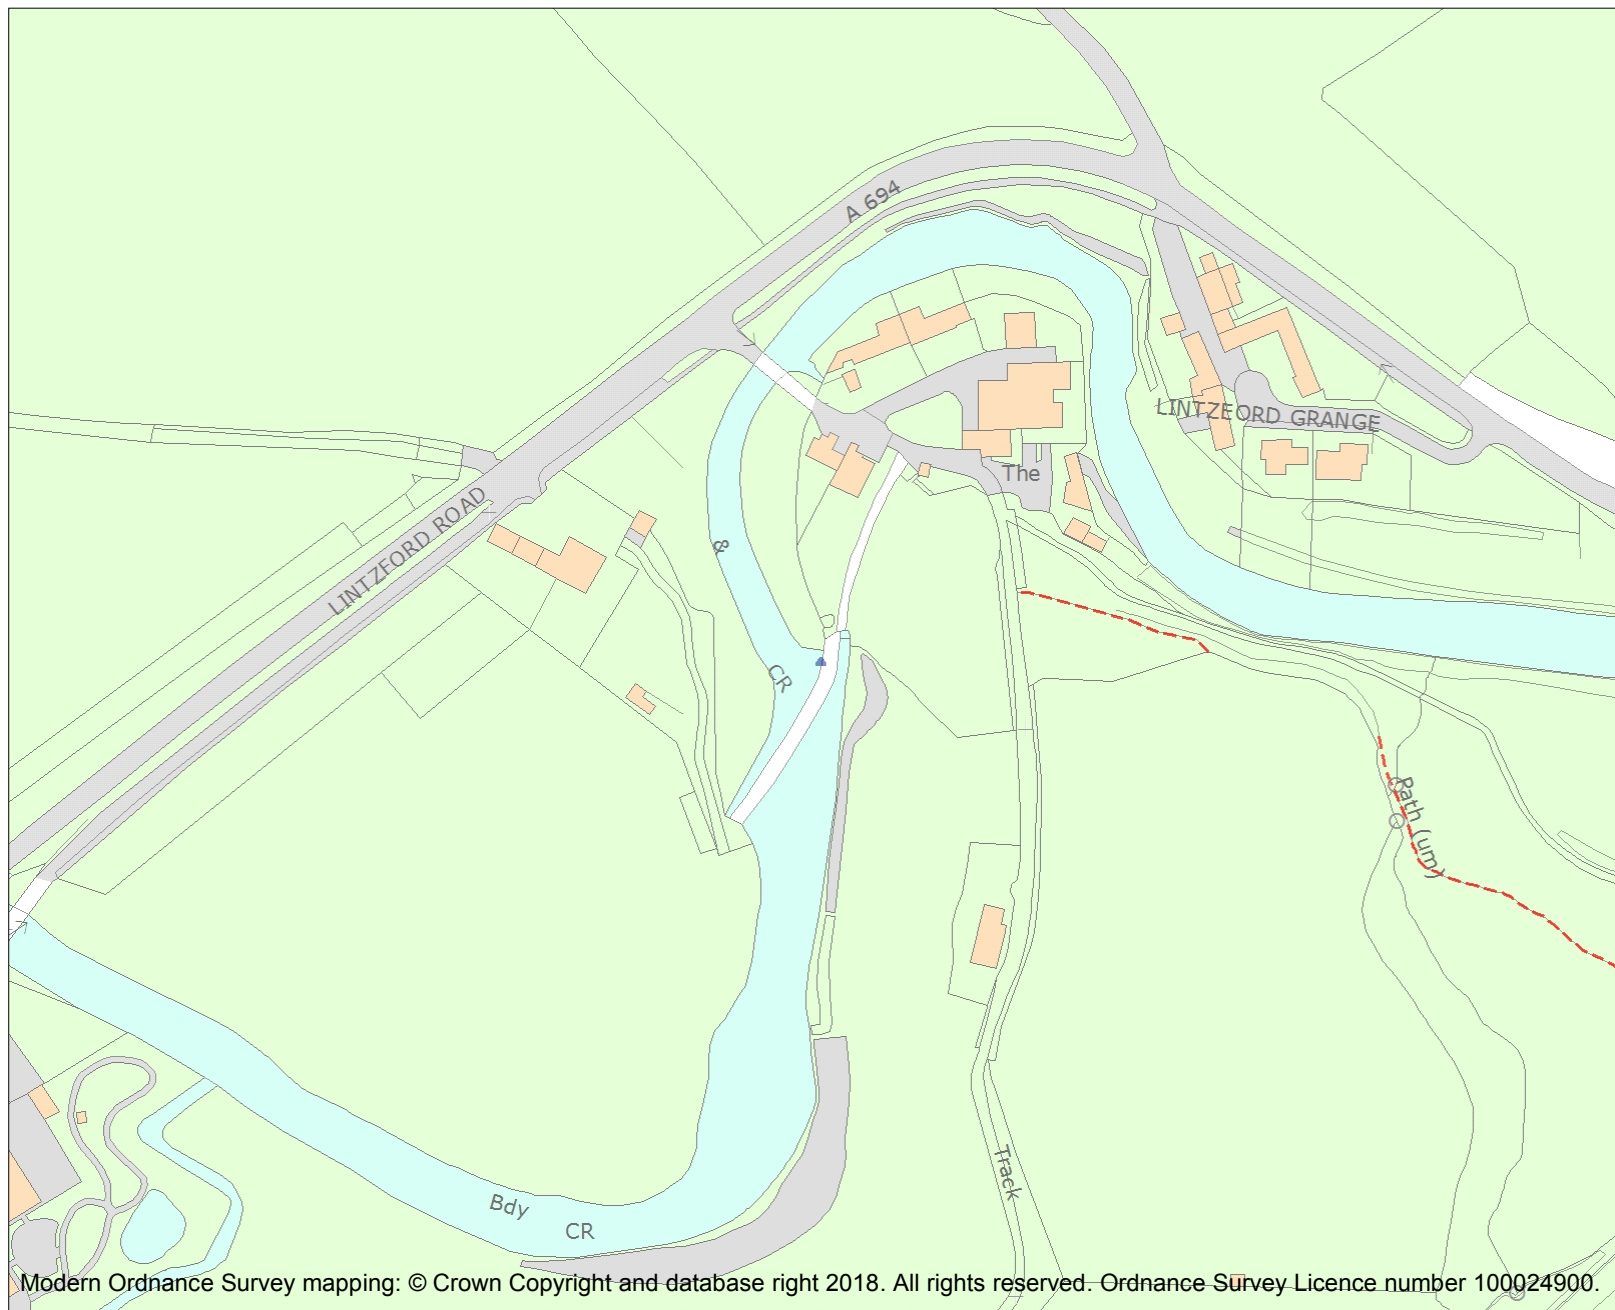 A 694
LINTZFORD GRANGE
The
LINTZFORD ROAD
&
CR
Path (um)
Track
Bdy
CR
Modern Ordnance Survey mapping: © Crown Copyright and database right 2018. All rights reserved. Ordnance Survey Licence number 100024900.